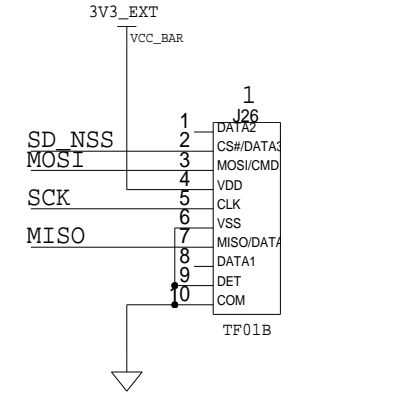 3V3_EXT
VCC_BAR
1
J26
1 DATA2
SD_NSS 2 CS#/DATA3
MOSI 3 MOSI/CMD
4 VDD
SCK 5 CLK
6 VSS
MISO 7 MISO/DATA
8 DATA1
9 DET
10 COM
TF01B